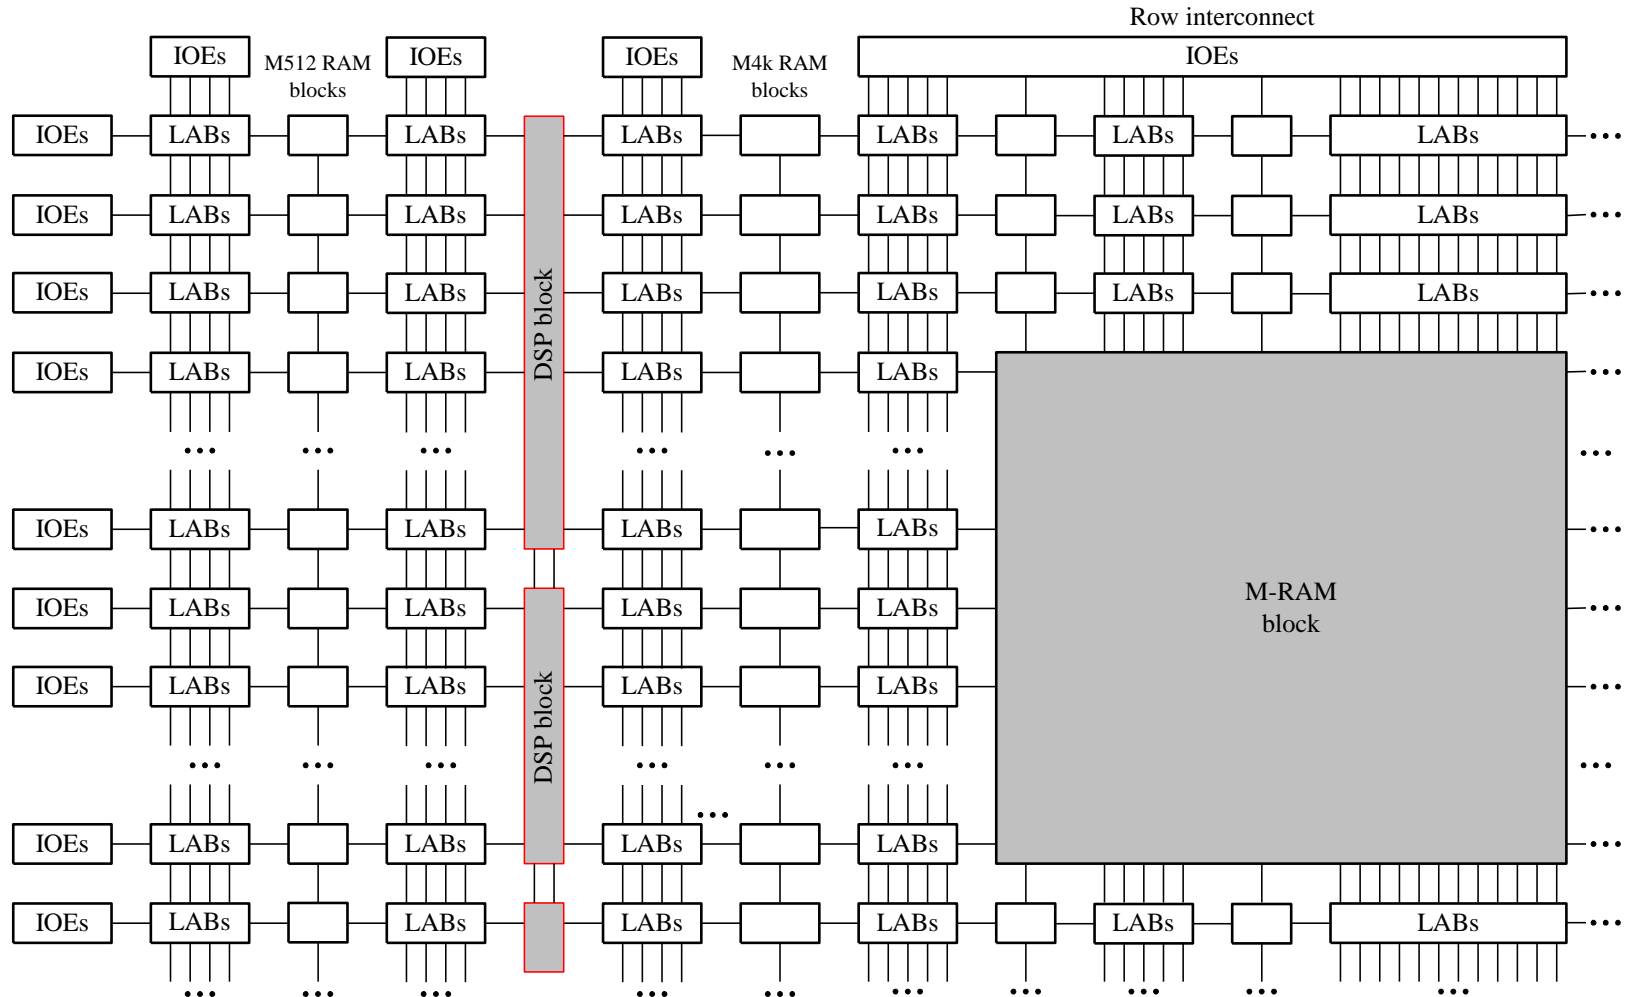 Row interconnect
IOEs M512 RAM blocks IOEs IOEs M4k RAM blocks IOEs
IOEs LABs LABs LABs LABs LABs LABs ...
IOEs LABs LABs LABs LABs LABs LABs ...
IOEs LABs LABs LABs LABs LABs LABs ...
DSP block
IOEs LABs LABs LABs LABs ...
... ... ... ... ... ... ...
IOEs LABs LABs LABs LABs ...
M-RAM
block
IOEs LABs LABs LABs LABs ...
IOEs LABs LABs LABs LABs ...
DSP block
... ... ... ... ... ... ...
...
IOEs LABs LABs LABs LABs ...
IOEs LABs LABs LABs LABs LABs LABs ...
... ... ... ... ... ... ... ... ...